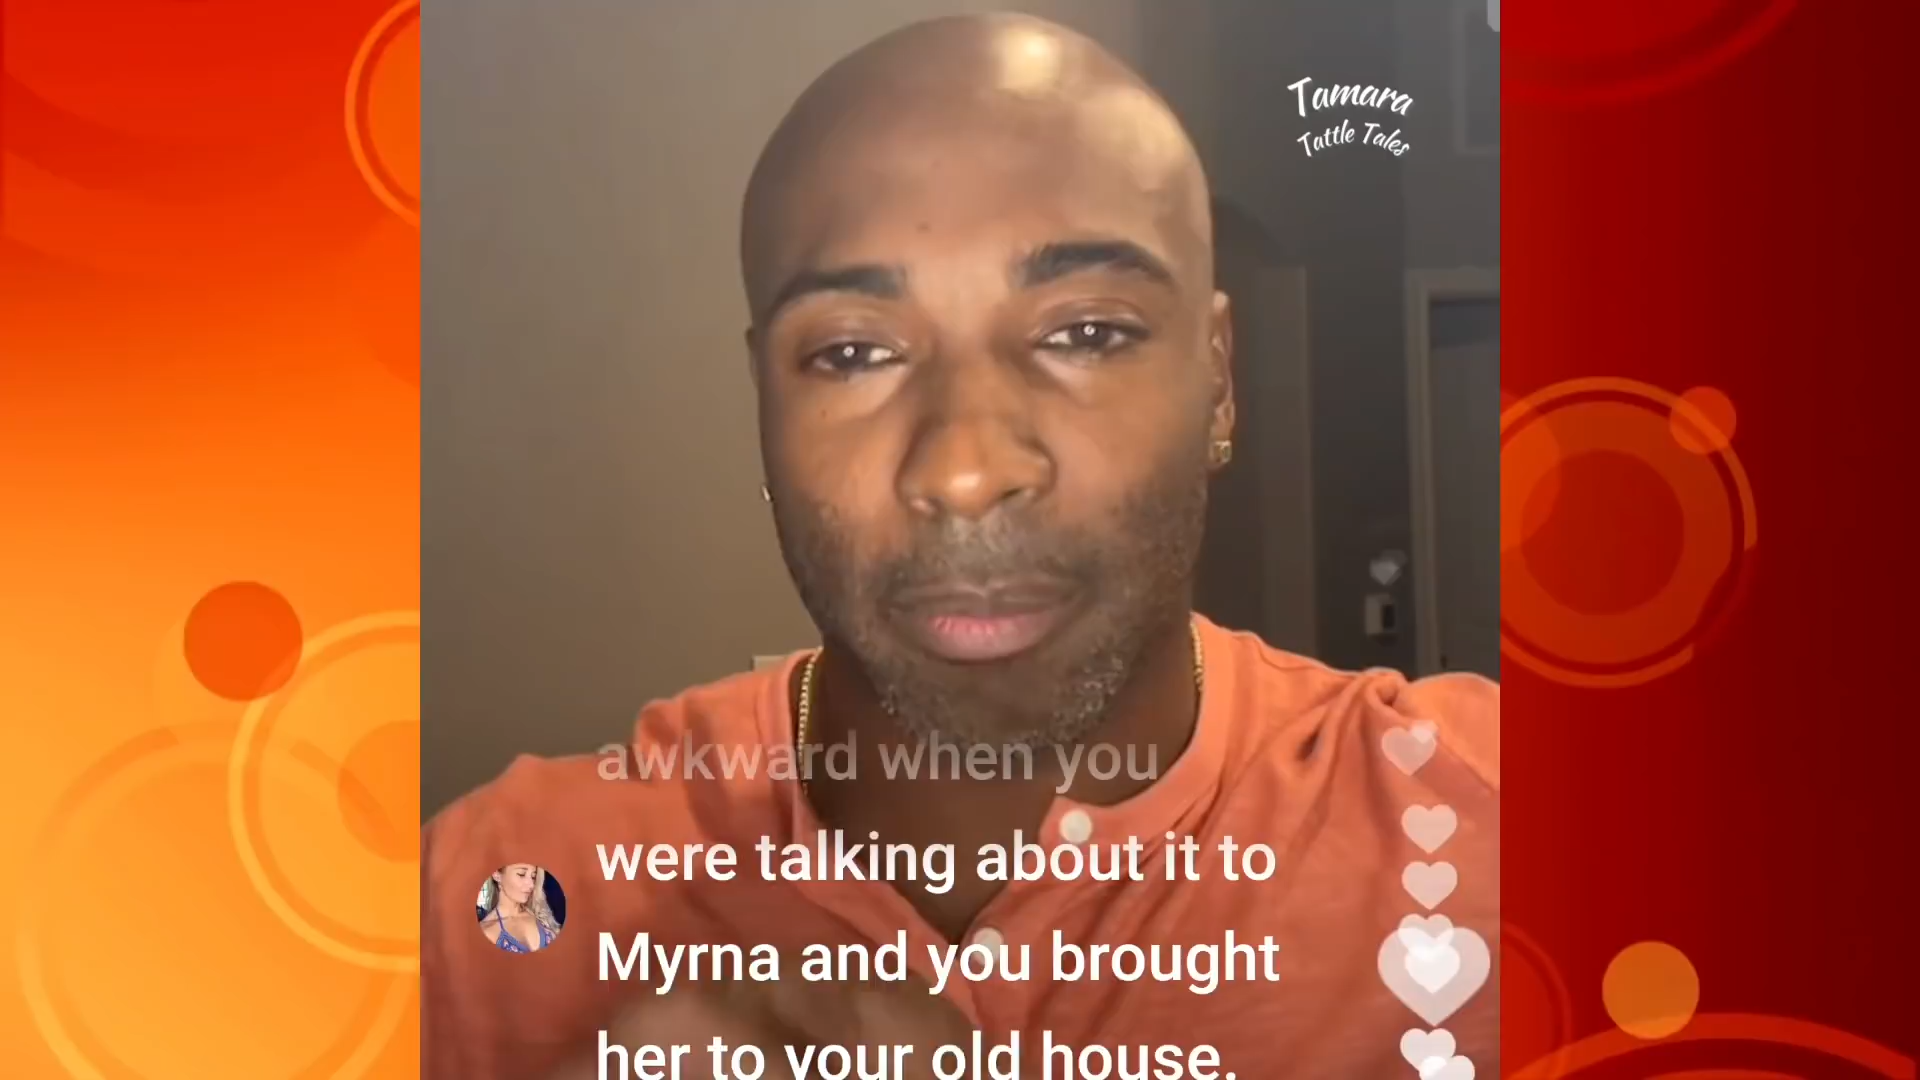 Tamara
Tattle Tales
awkward when you
were talking about it to
Myrna and you brought
her to your old house.